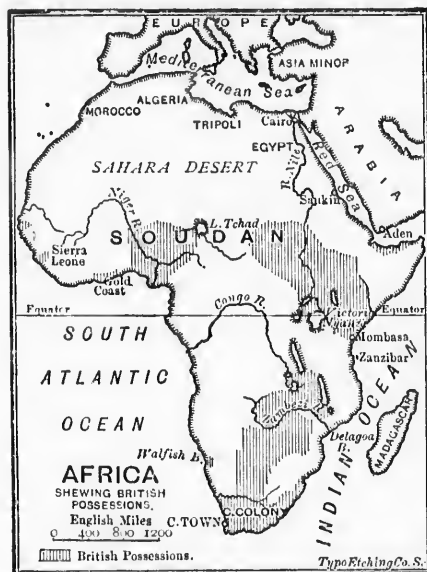 EUROPE
Mediterranean Sea
ASIA MINOR
ALGERIA
MOROCCO
TRIPOLI
Cairo
ARABIA
EGYPT
SAHARA DESERT
R. Nile
Red Sea
Suakin
Niger R.
L. Tchad
Aden
SOUDAN
Sierra
Leone
Gold
Coast
Congo R.
Victoria
Nyanza
Equator
Equator
SOUTH
ATLANTIC
OCEAN
Mombasa
Zanzibar
INDIAN OCEAN
Zambesi R.
Delagoa
B.
MADAGASCAR
Walfish B.
AFRICA
SHEWING BRITISH
POSSESSIONS.
English Miles
0 400 800 1200
C.TOWN
C.COLONY
British Possessions.
TypoEtchingCo.S.